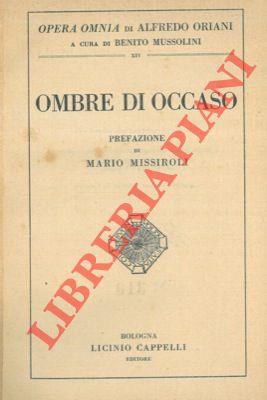 OPERA OMNIA DI ALFREDO ORIANI
A CURA DI BENITO MUSSOLINI
XIV
OMBRE DI OCCASO
PREFAZIONE
DI
MARIO MISSIROLI
LIBRERIA PIANI
BOLOGNA
LICINIO CAPPELLI
EDITORE